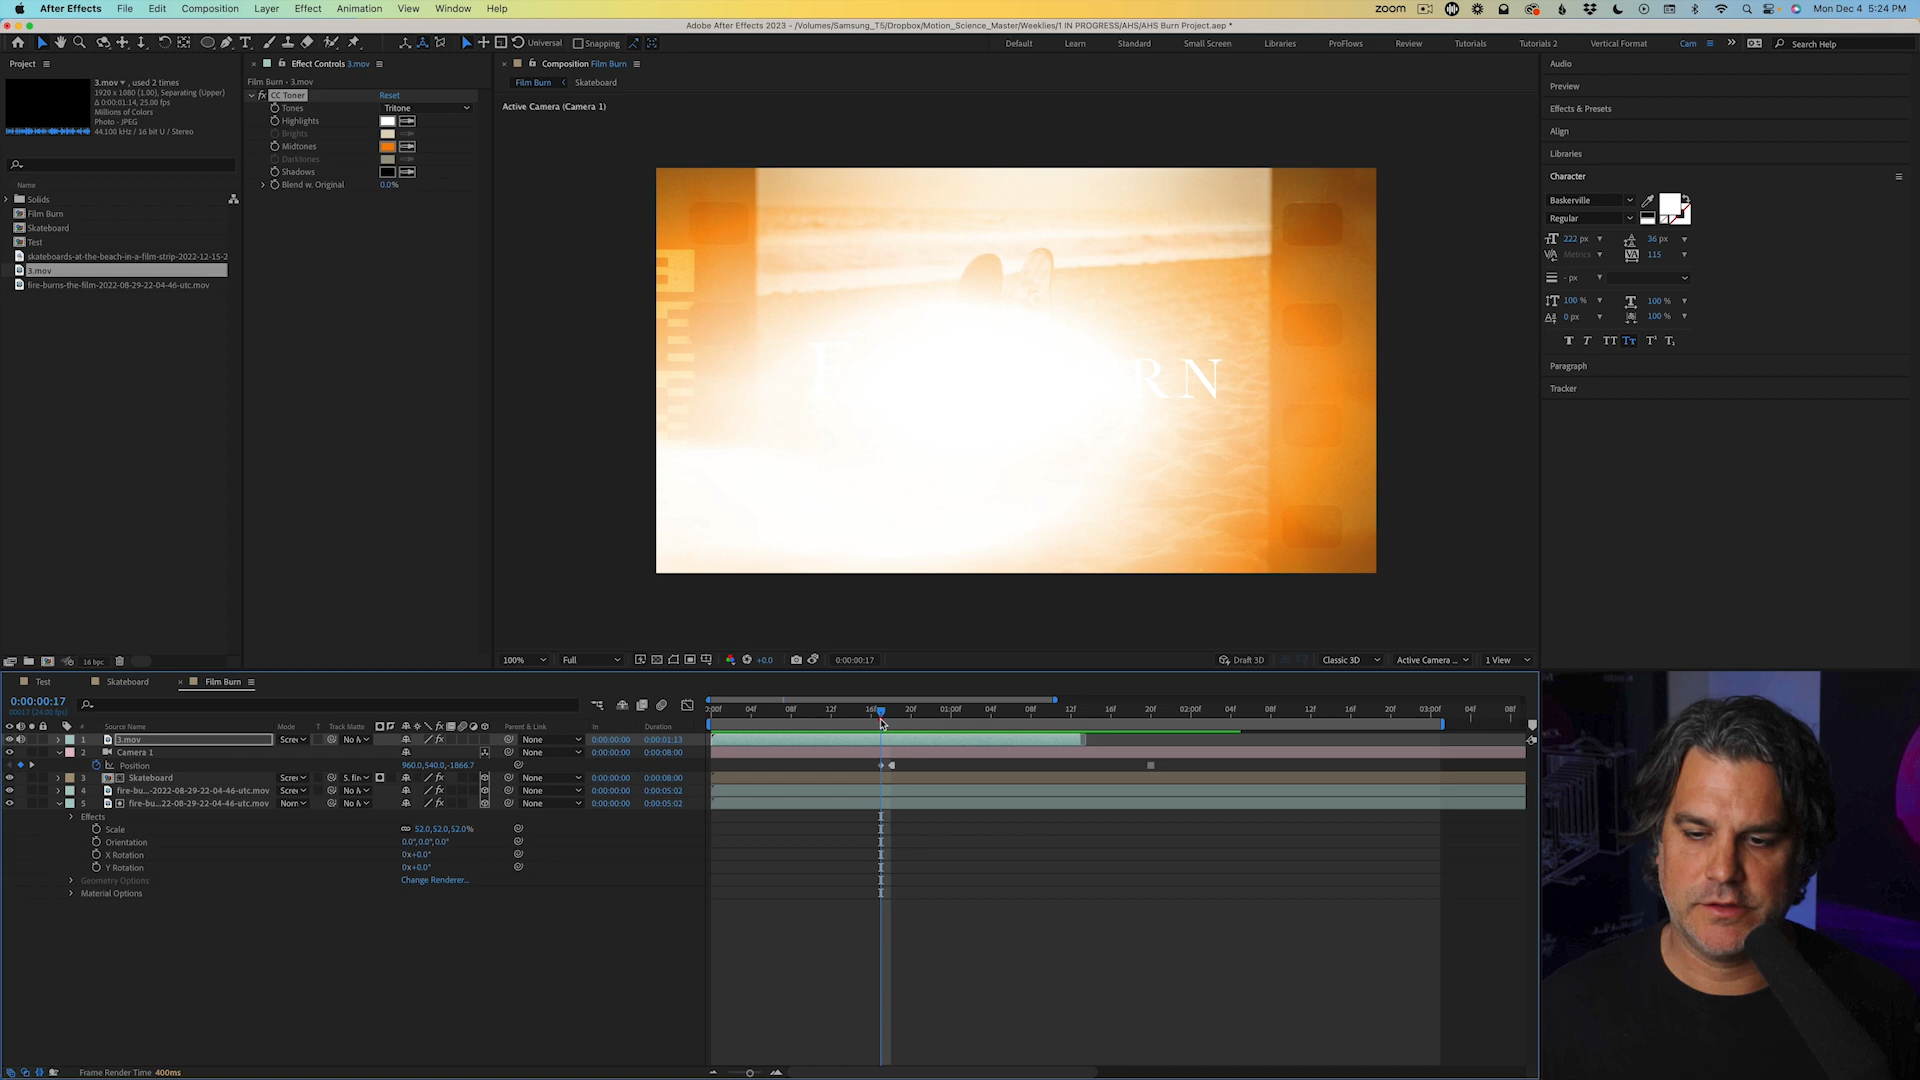 After Effects File Edit Composition Layer Effect Animation View Window Help zoom Mon Dec 4 5:24 PM
Adobe After Effects 2023 - /Volumes/Samsung_T5/Dropbox/Motion_Science_Master/Weeklies/1 IN PROGRESS/AHS/AHS Burn Project.aep *
Universal Snapping Default Learn Standard Small Screen Libraries ProFlows Review Tutorials Tutorials 2 Vertical Format Cam Search Help
Project
3.mov , used 2 times
1920 x 1080 (1.00), Separating (Upper)
Δ 0:00:01:14, 25.00 fps
Millions of Colors
Photo - JPEG
44.100 kHz / 16 bit U / Stereo
Name
Solids
Film Burn
Skateboard
Test
skateboards-at-the-beach-in-a-film-strip-2022-12-15-2
3.mov
fire-burns-the-film-2022-08-29-22-04-46-utc.mov
16 bpc
Effect Controls 3.mov
Film Burn · 3.mov
fx CC Toner Reset
Tones Tritone
Highlights
Brights
Midtones
Darktones
Shadows
Blend w. Original 0.0%
Composition Film Burn
Film Burn Skateboard
Active Camera (Camera 1)
100% Full +0.0 0:00:00:17 Draft 3D Classic 3D Active Camera ... 1 View
Audio
Preview
Effects & Presets
Align
Libraries
Character
Baskerville
Regular
222 px 36 px
Metrics 115
- px
100 % 100 %
0 px 100 %
Paragraph
Tracker
Test Skateboard Film Burn
0:00:00:17
00017 (24.00 fps)
:00f 04f 08f 12f 16f 20f 01:00f 04f 08f 12f 16f 20f 02:00f 04f 08f 12f 16f 20f 03:00f 04f 08f
# Source Name Mode T Track Matte Parent & Link In Duration
1 3.mov Scre No M None 0:00:00:00 0:00:01:13
2 Camera 1 None 0:00:00:00 0:00:08:00
Position 960.0,540.0,-1866.7
3 Skateboard Scre 5. fire None 0:00:00:00 0:00:08:00
4 fire-bu...-2022-08-29-22-04-46-utc.mov Scre No M None 0:00:00:00 0:00:05:02
5 fire-bu...22-08-29-22-04-46-utc.mov Norn No M None 0:00:00:00 0:00:05:02
Effects
Scale 52.0,52.0,52.0%
Orientation 0.0°,0.0°,0.0°
X Rotation 0x+0.0°
Y Rotation 0x+0.0°
Geometry Options Change Renderer...
Material Options
Frame Render Time 400ms